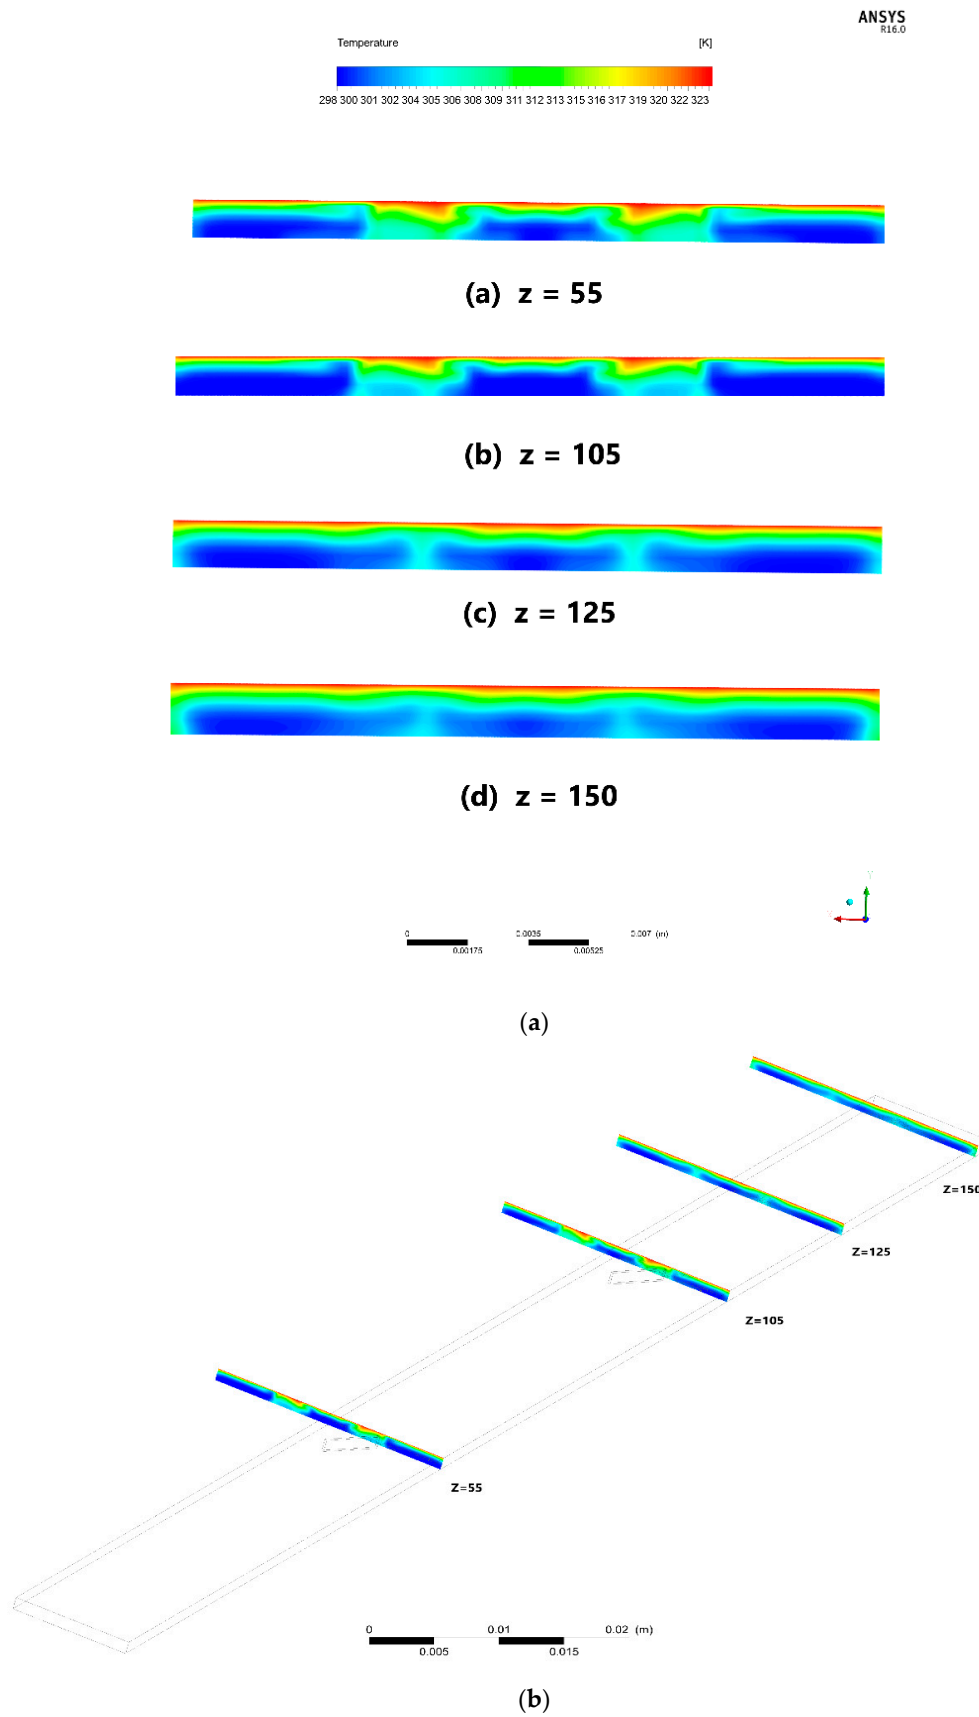 ANSYS
R16.0
Temperature [K]
298 300 301 302 304 305 306 308 309 311 312 313 315 316 317 319 320 322 323
(a) z = 55
(b) z = 105
(c) z = 125
(d) z = 150
Y
0 0.0035 0.007 (m)
0.00175 0.00525
(a)
Z=150
Z=125
Z=105
Z=55
0 0.01 0.02 (m)
0.005 0.015
(b)